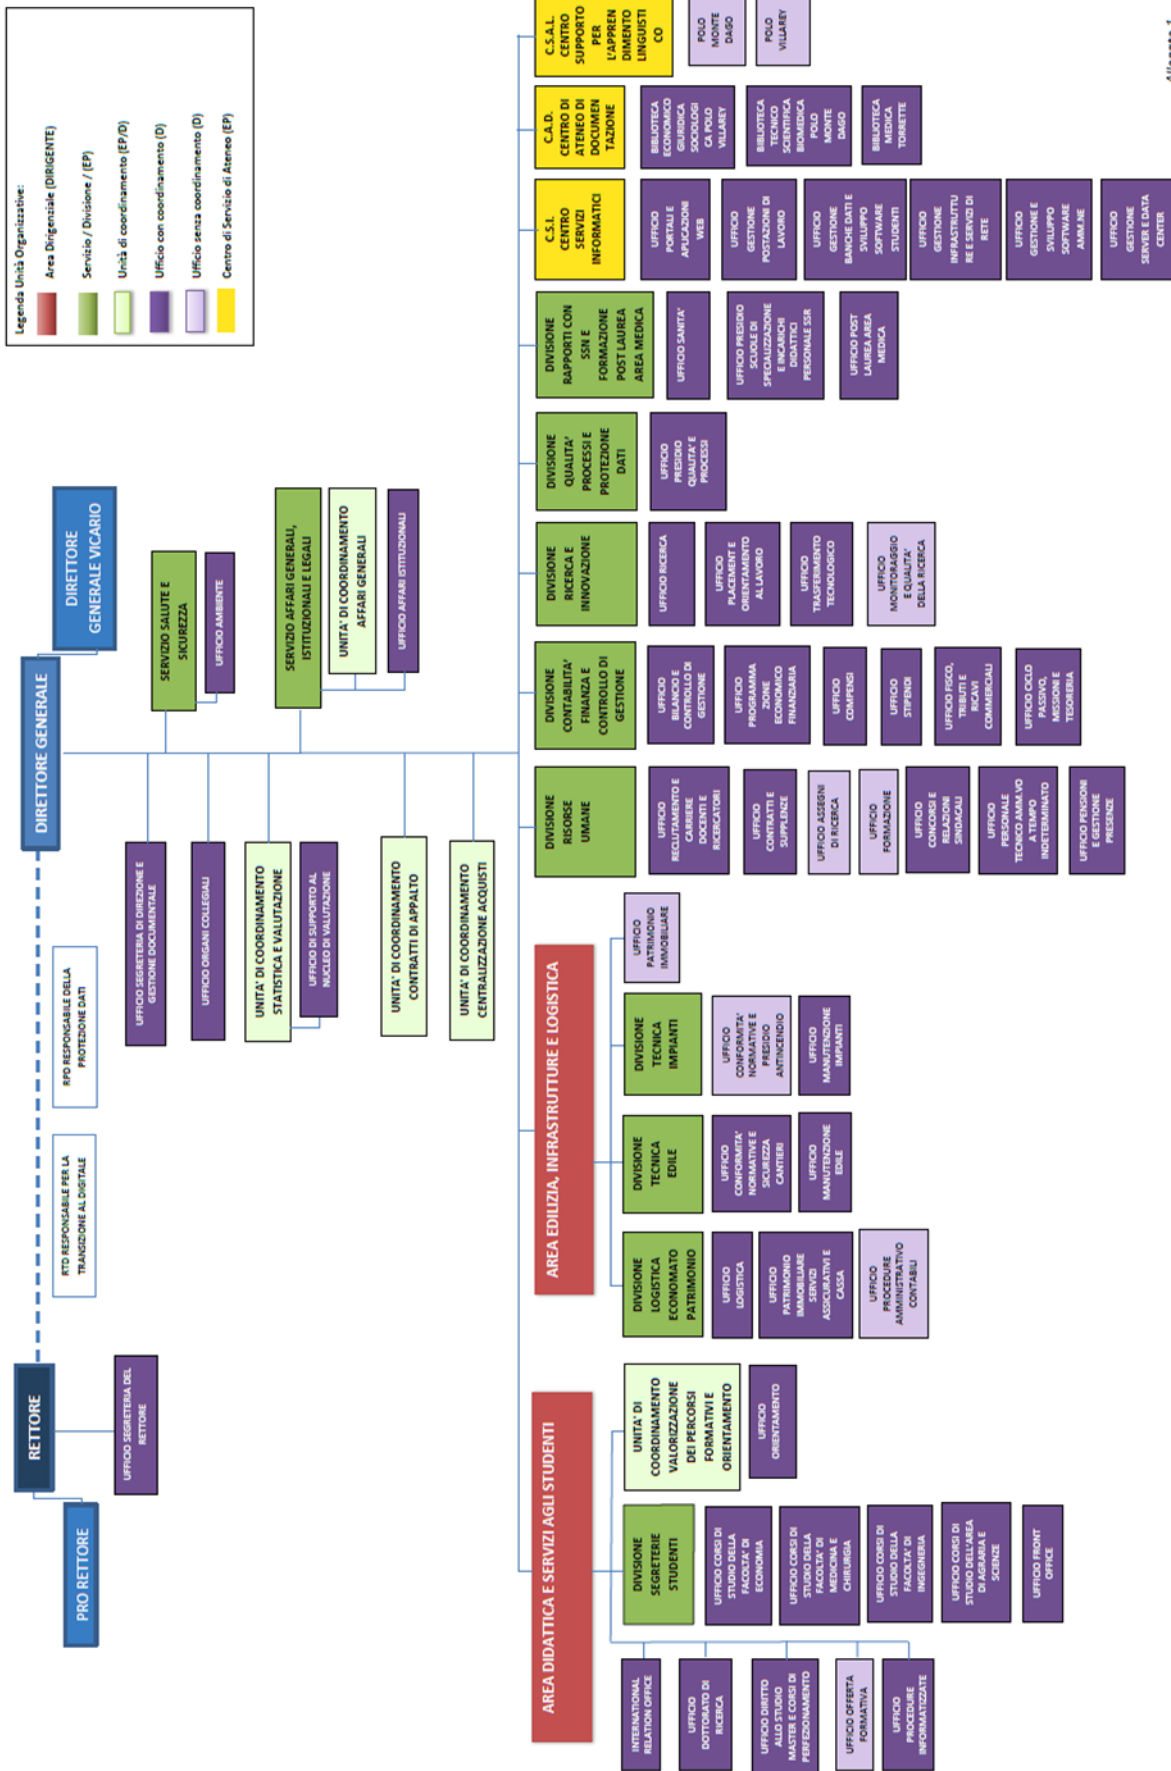 PRO RETTORE
RETTORE
UFFICIO SEGRETERIA DEL
RETTORE
RTD RESPONSABILE PER LA
TRANSIZIONE AL DIGITALE
RPD RESPONSABILE DELLA
PROTEZIONE DATI
DIRETTORE GENERALE
DIRETTORE
GENERALE VICARIO
Legenda Unità Organizzative:
Area Dirigenziale (DIRIGENTE)
Servizio / Divisione / (EP)
Unità di coordinamento (EP/D)
Ufficio con coordinamento (D)
Ufficio senza coordinamento (D)
Centro di Servizio di Ateneo (EP)
UFFICIO SEGRETERIA DI DIREZIONE E
GESTIONE DOCUMENTALE
UFFICIO ORGANI COLLEGIALI
UNITA' DI COORDINAMENTO
STATISTICA E VALUTAZIONE
UFFICIO DI SUPPORTO AL
NUCLEO DI VALUTAZIONE
UNITA' DI COORDINAMENTO
CONTRATTI DI APPALTO
UNITA' DI COORDINAMENTO
CENTRALIZZAZIONE ACQUISTI
SERVIZIO SALUTE E
SICUREZZA
UFFICIO AMBIENTE
SERVIZIO AFFARI GENERALI,
ISTITUZIONALI E LEGALI
UNITA' DI COORDINAMENTO
AFFARI GENERALI
UFFICIO AFFARI ISTITUZIONALI
AREA DIDATTICA E SERVIZI AGLI STUDENTI
INTERNATIONAL
RELATION OFFICE
UFFICIO
DOTTORATO DI
RICERCA
UFFICIO DIRITTO
ALLO STUDIO
MASTER E CORSI DI
PERFEZIONAMENTO
UFFICIO OFFERTA
FORMATIVA
UFFICIO
PROCEDURE
INFORMATIZZATE
DIVISIONE
SEGRETERIE
STUDENTI
UFFICIO CORSI DI
STUDIO DELLA
FACOLTA' DI
ECONOMIA
UFFICIO CORSI DI
STUDIO DELLA
FACOLTA' DI
MEDICINA E
CHIRURGIA
UFFICIO CORSI DI
STUDIO DELLA
FACOLTA' DI
INGEGNERIA
UFFICIO CORSI DI
STUDIO DELL'AREA
DI AGRARIA E
SCIENZE
UFFICIO FRONT
OFFICE
UNITA' DI
COORDINAMENTO
VALORIZZAZIONE
DEI PERCORSI
FORMATIVI E
ORIENTAMENTO
UFFICIO
ORIENTAMENTO
AREA EDILIZIA, INFRASTRUTTURE E LOGISTICA
DIVISIONE
LOGISTICA
ECONOMATO
PATRIMONIO
UFFICIO
LOGISTICA
UFFICIO
PATRIMONIO
IMMOBILIARE
SERVIZI
ASSICURATIVI E
CASSA
UFFICIO
PROCEDURE
AMMINISTRATIVO
CONTABILI
DIVISIONE
TECNICA
EDILE
UFFICIO
CONFORMITA'
NORMATIVE E
SICUREZZA
CANTIERI
UFFICIO
MANUTENZIONE
EDILE
DIVISIONE
TECNICA
IMPIANTI
UFFICIO
CONFORMITA'
NORMATIVE E
PRESIDIO
ANTINCENDIO
UFFICIO
MANUTENZIONE
IMPIANTI
UFFICIO
PATRIMONIO
IMMOBILIARE
DIVISIONE
RISORSE
UMANE
UFFICIO
RECLUTAMENTO E
CARRIERE
DOCENTI E
RICERCATORI
UFFICIO
CONTRATTI E
SUPPLENZE
UFFICIO ASSEGNI
DI RICERCA
UFFICIO
FORMAZIONE
UFFICIO
CONCORSI E
RELAZIONI
SINDACALI
UFFICIO
PERSONALE
TECNICO AMM.VO
A TEMPO
INDETERMINATO
UFFICIO PENSIONI
E GESTIONE
PRESENZE
DIVISIONE
CONTABILITA'
FINANZA E
CONTROLLO DI
GESTIONE
UFFICIO
BILANCIO E
CONTROLLO DI
GESTIONE
UFFICIO
PROGRAMMA
ZIONE
ECONOMICO
FINANZIARIA
UFFICIO
COMPENSI
UFFICIO
STIPENDI
UFFICIO FISCO,
TRIBUTI E
RICAVI
COMMERCIALI
UFFICIO CICLO
PASSIVO,
MISSIONI E
TESORERIA
DIVISIONE
RICERCA E
INNOVAZIONE
UFFICIO RICERCA
UFFICIO
PLACEMENT E
ORIENTAMENTO
AL LAVORO
UFFICIO
TRASFERIMENTO
TECNOLOGICO
UFFICIO
MONITORAGGIO
E QUALITA'
DELLA RICERCA
DIVISIONE
QUALITA'
PROCESSI E
PROTEZIONE
DATI
UFFICIO
PRESIDIO
QUALITA' E
PROCESSI
DIVISIONE
RAPPORTI CON
SSN E
FORMAZIONE
POST LAUREA
AREA MEDICA
UFFICIO SANITA'
UFFICIO PRESIDIO
SCUOLE DI
SPECIALIZZAZIONE
E INCARICHI
DIDATTICI
PERSONALE SSR
UFFICIO POST
LAUREA AREA
MEDICA
C.S.I.
CENTRO
SERVIZI
INFORMATICI
UFFICIO
PORTALI E
APLICAZIONI
WEB
UFFICIO
GESTIONE
POSTAZIONI DI
LAVORO
UFFICIO
GESTIONE
BANCHE DATI E
SVILUPPO
SOFTWARE
STUDENTI
UFFICIO
GESTIONE
INFRASTRUTTU
RE E SERVIZI DI
RETE
UFFICIO
GESTIONE E
SVILUPPO
SOFTWARE
AMM.NE
UFFICIO
GESTIONE
SERVER E DATA
CENTER
C.A.D.
CENTRO DI
ATENEO DI
DOCUMEN
TAZIONE
BIBLIOTECA
ECONOMICO
GIURIDICA
SOCIOLOGI
CA POLO
VILLAREY
BIBLIOTECA
TECNICO
SCIENTIFICA
BIOMEDICA
POLO
MONTE
DAGO
BIBLIOTECA
MEDICA
TORRETTE
C.S.A.L.
CENTRO
SUPPORTO
PER
L'APPREN
DIMENTO
LINGUISTI
CO
POLO
MONTE
DAGO
POLO
VILLAREY
Allegato 1